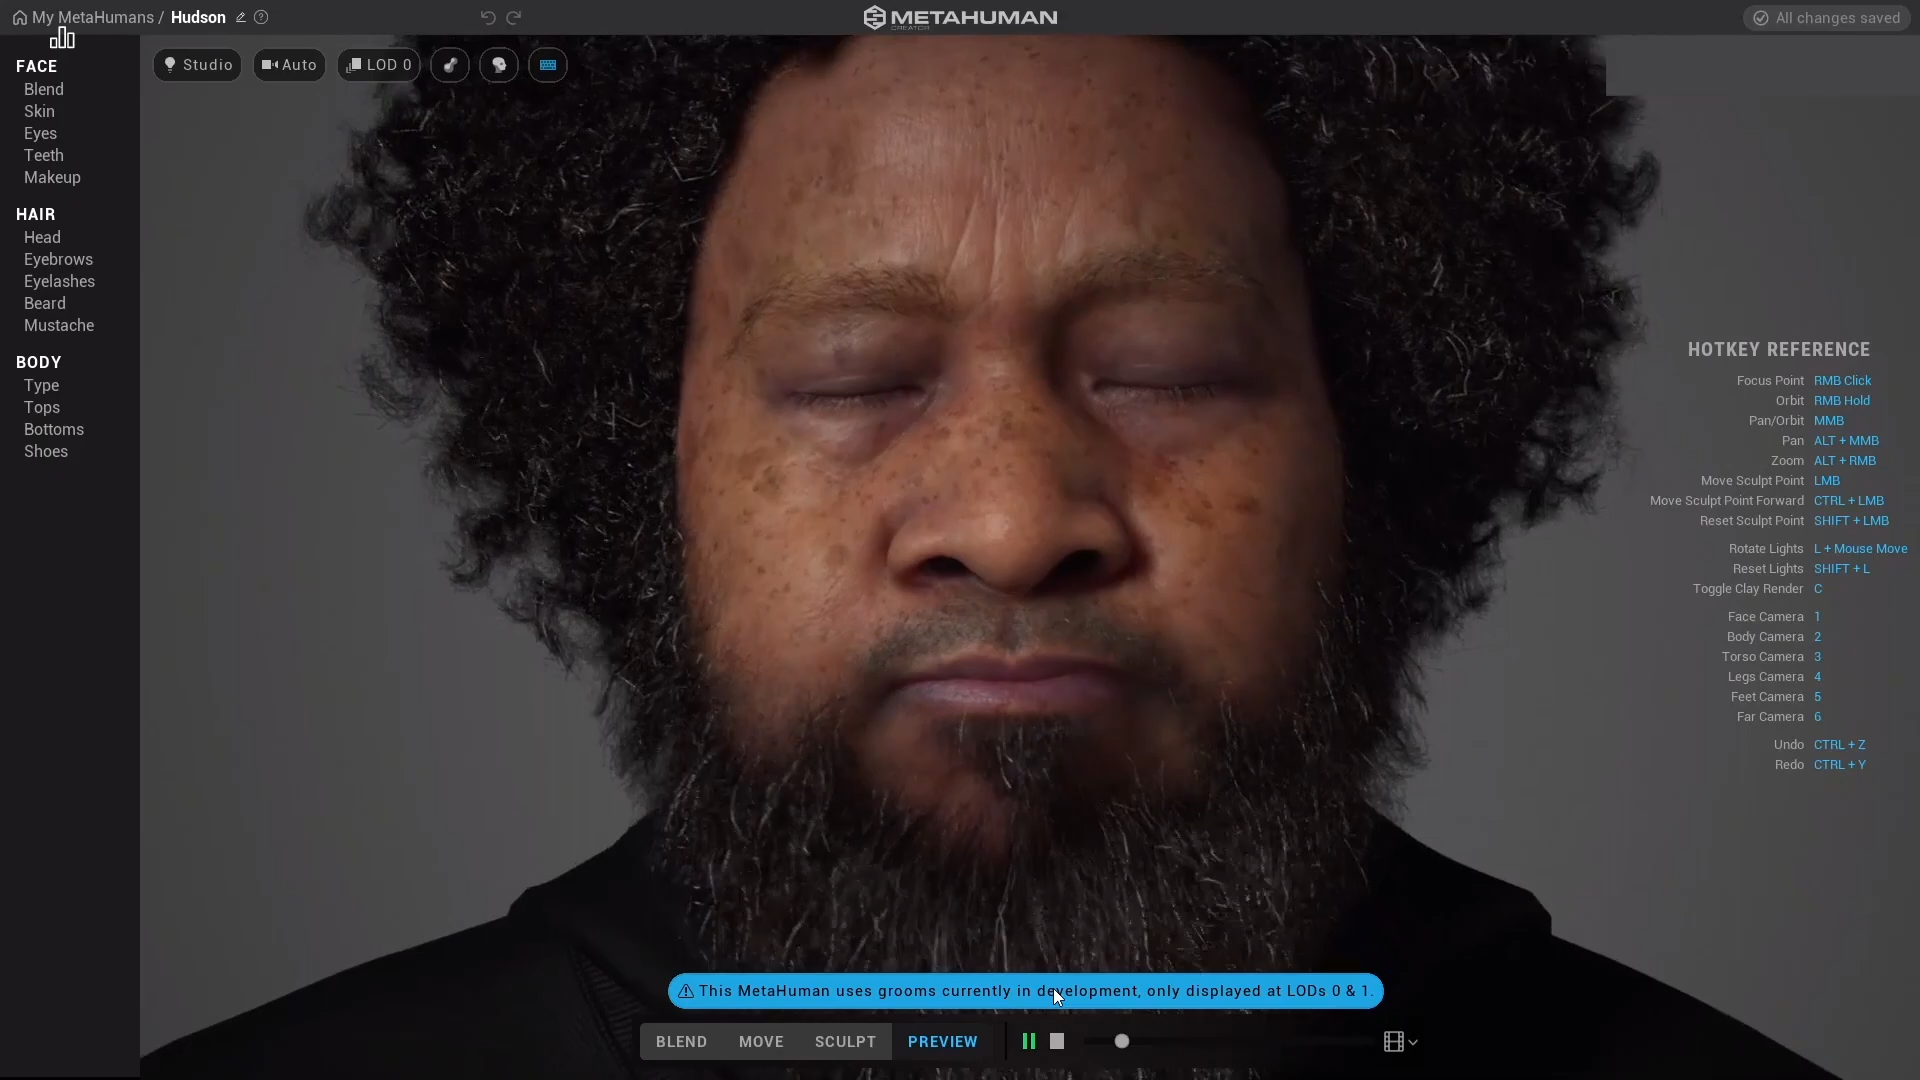 My MetaHumans / Hudson
METAHUMAN
CREATOR
All changes saved
Studio
Auto
LOD 0
FACE
Blend
Skin
Eyes
Teeth
Makeup
HAIR
Head
Eyebrows
Eyelashes
Beard
Mustache
BODY
Type
Tops
Bottoms
Shoes
HOTKEY REFERENCE
Focus Point RMB Click
Orbit RMB Hold
Pan/Orbit MMB
Pan ALT + MMB
Zoom ALT + RMB
Move Sculpt Point LMB
Move Sculpt Point Forward CTRL + LMB
Reset Sculpt Point SHIFT + LMB
Rotate Lights L + Mouse Move
Reset Lights SHIFT + L
Toggle Clay Render C
Face Camera 1
Body Camera 2
Torso Camera 3
Legs Camera 4
Feet Camera 5
Far Camera 6
Undo CTRL + Z
Redo CTRL + Y
This MetaHuman uses grooms currently in development, only displayed at LODs 0 & 1.
BLEND MOVE SCULPT PREVIEW